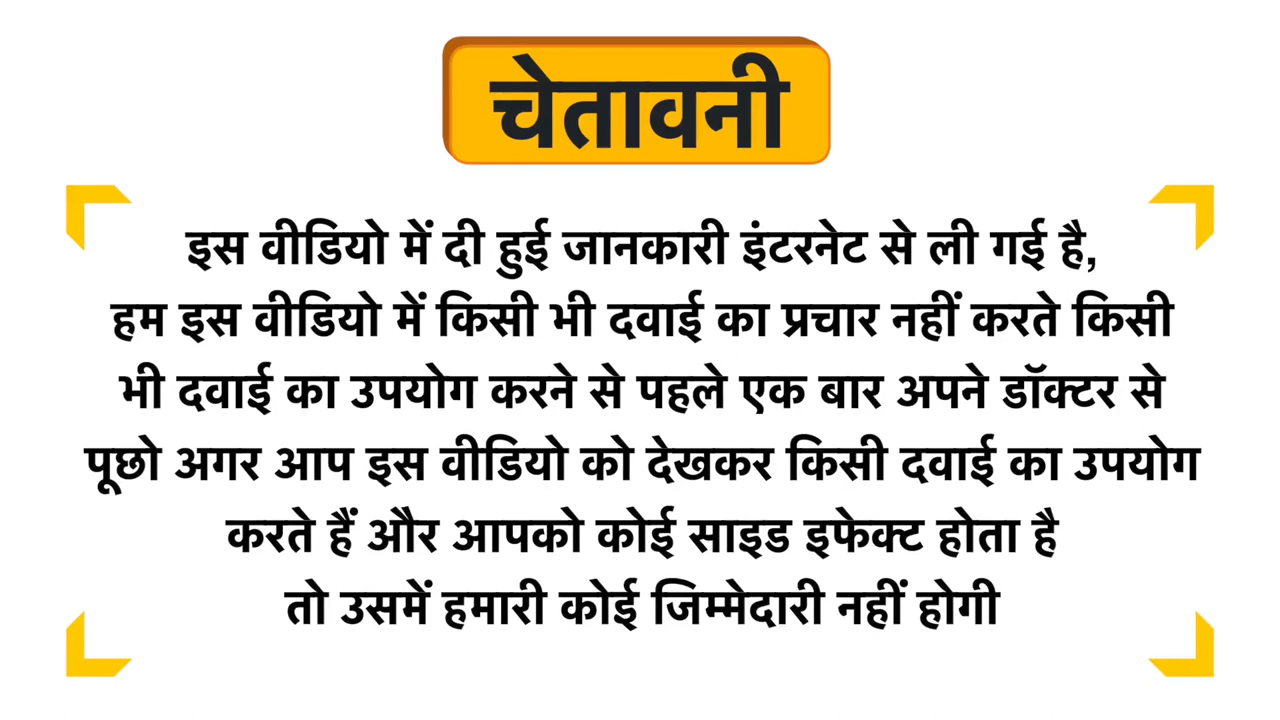 चेतावनी
इस वीडियो में दी हुई जानकारी इंटरनेट से ली गई है,
हम इस वीडियो में किसी भी दवाई का प्रचार नहीं करते किसी
भी दवाई का उपयोग करने से पहले एक बार अपने डॉक्टर से
पूछो अगर आप इस वीडियो को देखकर किसी दवाई का उपयोग
करते हैं और आपको कोई साइड इफेक्ट होता है
तो उसमें हमारी कोई जिम्मेदारी नहीं होगी